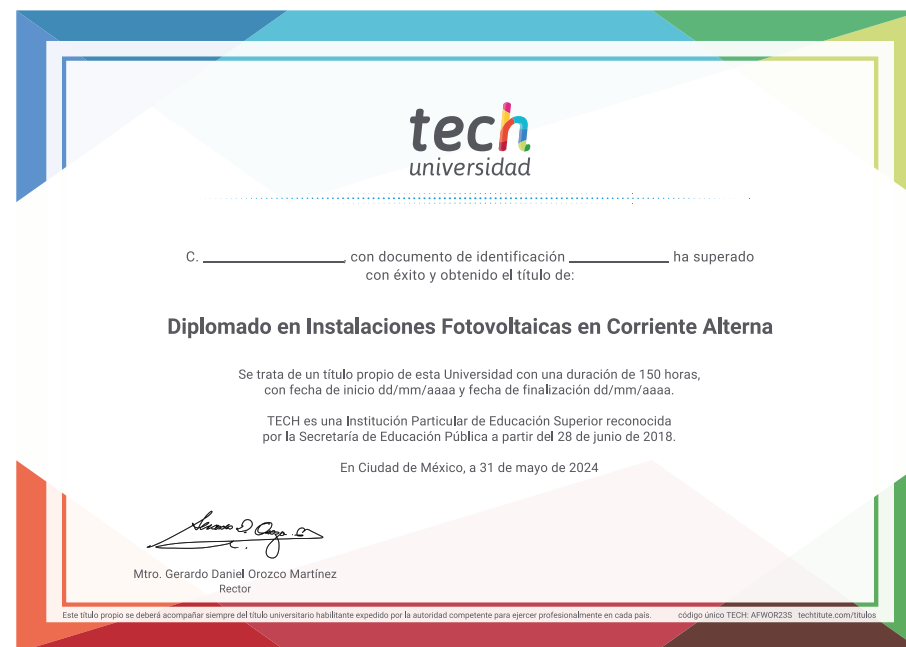 tech
universidad
C. ____________, con documento de identificación ____________ ha superado
con éxito y obtenido el título de:
Diplomado en Instalaciones Fotovoltaicas en Corriente Alterna
Se trata de un título propio de esta Universidad con una duración de 150 horas,
con fecha de inicio dd/mm/aaaa y fecha de finalización dd/mm/aaaa.
TECH es una Institución Particular de Educación Superior reconocida
por la Secretaría de Educación Pública a partir del 28 de junio de 2018.
En Ciudad de México, a 31 de mayo de 2024
Mtro. Gerardo Daniel Orozco Martínez
Rector
Este título propio se deberá acompañar siempre del título universitario habilitante expedido por la autoridad competente para ejercer profesionalmente en cada país. código único TECH: AFWOR23S techtitute.com/titulos